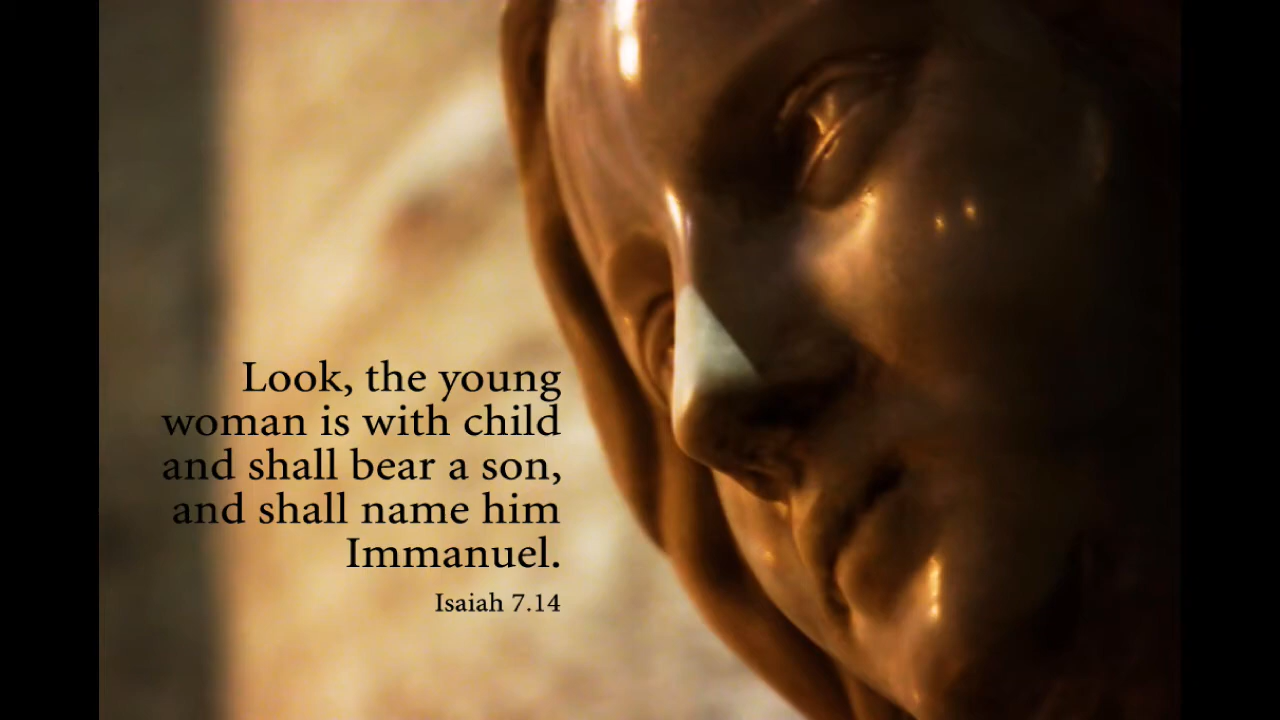 Look, the young
woman is with child
and shall bear a son,
and shall name him
Immanuel.
Isaiah 7.14